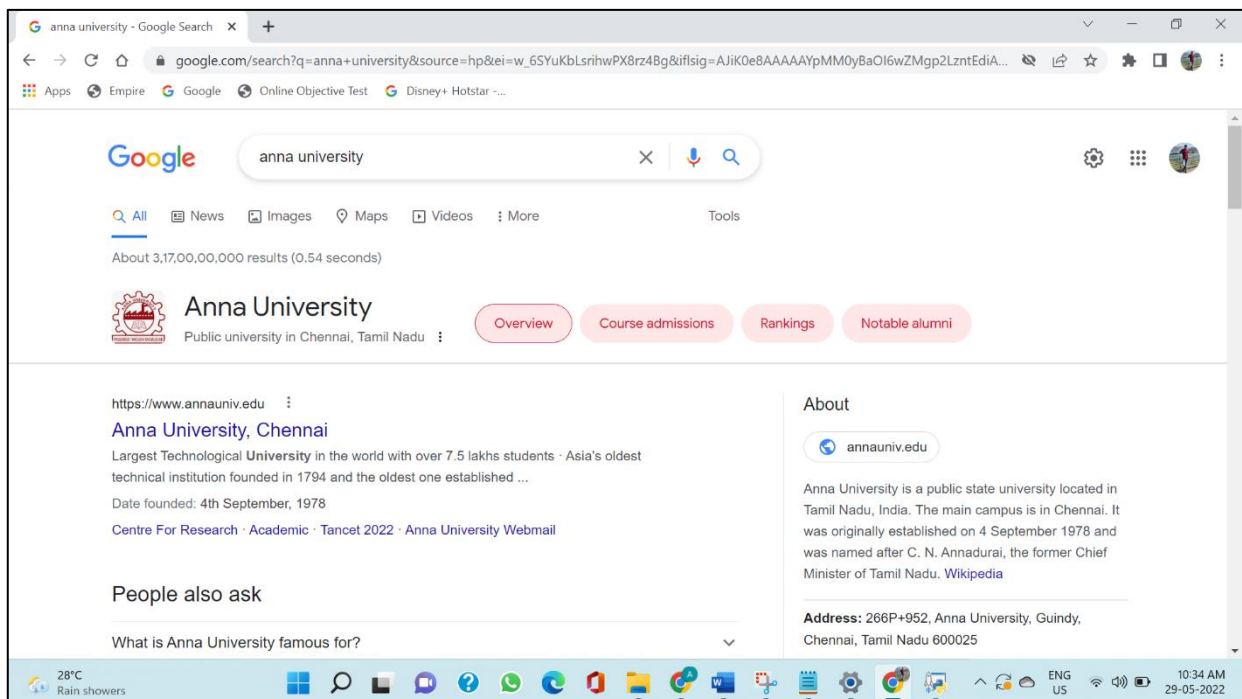 anna university - Google Search
google.com/search?q=anna+university&source=hp&ei=w_6SYuKbLsrihwPX8rz4Bg&iflsig=AJiK0e8AAAAAYpMM0yBaOI6wZMgp2LzntEdiA...
Apps Empire Google Online Objective Test Disney+ Hotstar -...
Google anna university
All News Images Maps Videos More Tools
About 3,17,00,00,000 results (0.54 seconds)
Anna University
Public university in Chennai, Tamil Nadu
Overview Course admissions Rankings Notable alumni
https://www.annauniv.edu
Anna University, Chennai
Largest Technological University in the world with over 7.5 lakhs students · Asia's oldest
technical institution founded in 1794 and the oldest one established ...
Date founded: 4th September, 1978
Centre For Research · Academic · Tancet 2022 · Anna University Webmail
People also ask
What is Anna University famous for?
About
annauniv.edu
Anna University is a public state university located in
Tamil Nadu, India. The main campus is in Chennai. It
was originally established on 4 September 1978 and
was named after C. N. Annadurai, the former Chief
Minister of Tamil Nadu. Wikipedia
Address: 266P+952, Anna University, Guindy,
Chennai, Tamil Nadu 600025
28°C
Rain showers
ENG
US
10:34 AM
29-05-2022